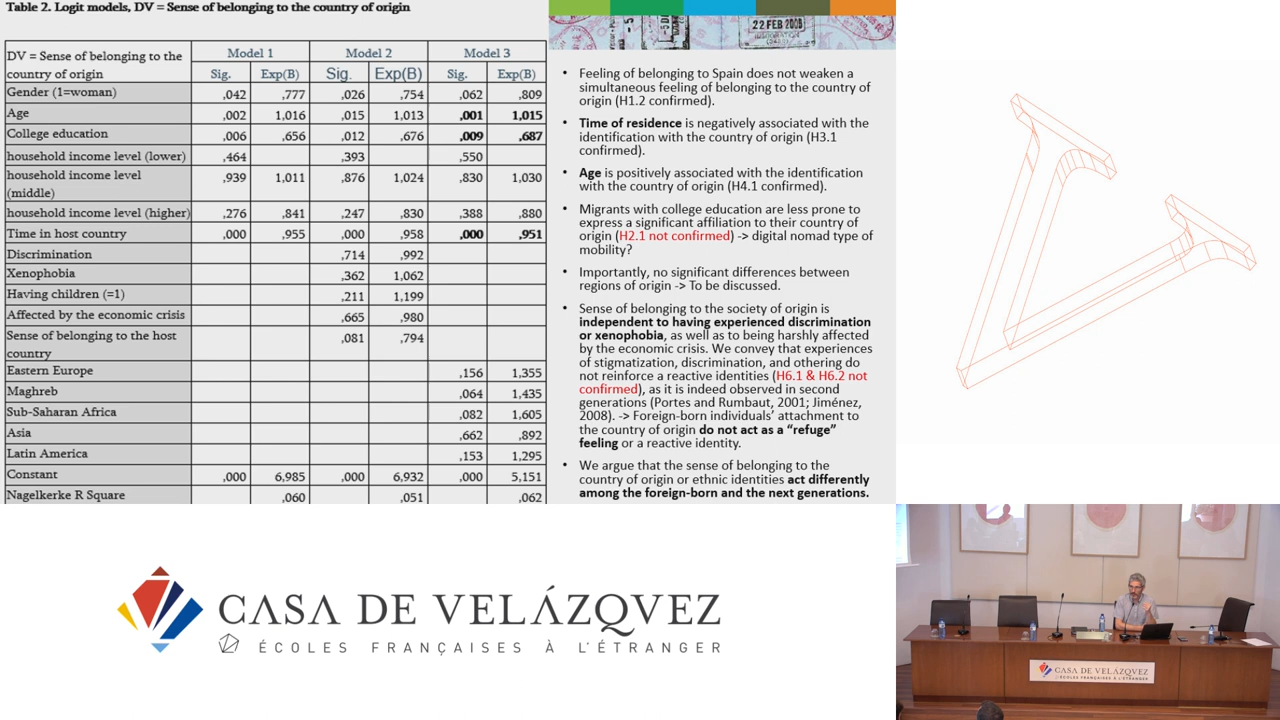 Table 2. Logit models, DV = Sense of belonging to the country of origin
DV = Sense of belonging to the country of origin Model 1 Model 2 Model 3
Sig. Exp(B) Sig. Exp(B) Sig. Exp(B)
Gender (1=woman) ,042 ,777 ,026 ,754 ,062 ,809
Age ,002 1,016 ,015 1,013 ,001 1,015
College education ,006 ,656 ,012 ,676 ,009 ,687
household income level (lower) ,464 ,393 ,550
household income level (middle) ,939 1,011 ,876 1,024 ,830 1,030
household income level (higher) ,276 ,841 ,247 ,830 ,388 ,880
Time in host country ,000 ,955 ,000 ,958 ,000 ,951
Discrimination ,714 ,992
Xenophobia ,362 1,062
Having children (=1) ,211 1,199
Affected by the economic crisis ,665 ,980
Sense of belonging to the host country ,081 ,794
Eastern Europe ,156 1,355
Maghreb ,064 1,435
Sub-Saharan Africa ,082 1,605
Asia ,662 ,892
Latin America ,153 1,295
Constant ,000 6,985 ,000 6,932 ,000 5,151
Nagelkerke R Square ,060 ,051 ,062
22 FEB 2008
• Feeling of belonging to Spain does not weaken a
simultaneous feeling of belonging to the country of
origin (H1.2 confirmed).
• Time of residence is negatively associated with the
identification with the country of origin (H3.1
confirmed).
• Age is positively associated with the identification
with the country of origin (H4.1 confirmed).
• Migrants with college education are less prone to
express a significant affiliation to their country of
origin (H2.1 not confirmed) -> digital nomad type of
mobility?
• Importantly, no significant differences between
regions of origin -> To be discussed.
• Sense of belonging to the society of origin is
independent to having experienced discrimination
or xenophobia, as well as to being harshly affected
by the economic crisis. We convey that experiences
of stigmatization, discrimination, and othering do
not reinforce a reactive identities (H6.1 & H6.2 not
confirmed), as it is indeed observed in second
generations (Portes and Rumbaut, 2001; Jiménez,
2008). -> Foreign-born individuals’ attachment to
the country of origin do not act as a “refuge”
feeling or a reactive identity.
• We argue that the sense of belonging to the
country of origin or ethnic identities act differently
among the foreign-born and the next generations.
CASA DE VELÁZQVEZ
ÉCOLES FRANÇAISES À L'ÉTRANGER
CASA DE VELÁZQVEZ
ÉCOLES FRANÇAISES À L'ÉTRANGER